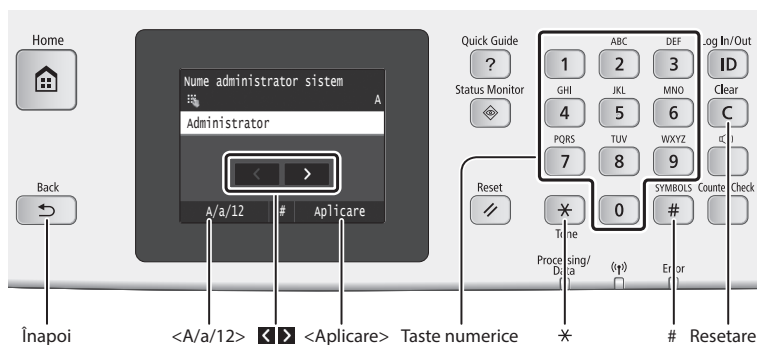 Home
Quick Guide
ABC
DEF
Log In/Out
?
1
2
3
ID
Nume administrator sistem
A
Administrator
< >
A/a/12 # Aplicare
Status Monitor
GHI
JKL
MNO
Clear
4
5
6
C
PQRS
TUV
WXYZ
7
8
9
Back
Reset
SYMBOLS
Counter Check
0
#
Tone
Processing/
Data
Error
Înapoi
<A/a/12>
< >
<Aplicare>
Taste numerice
#
Resetare